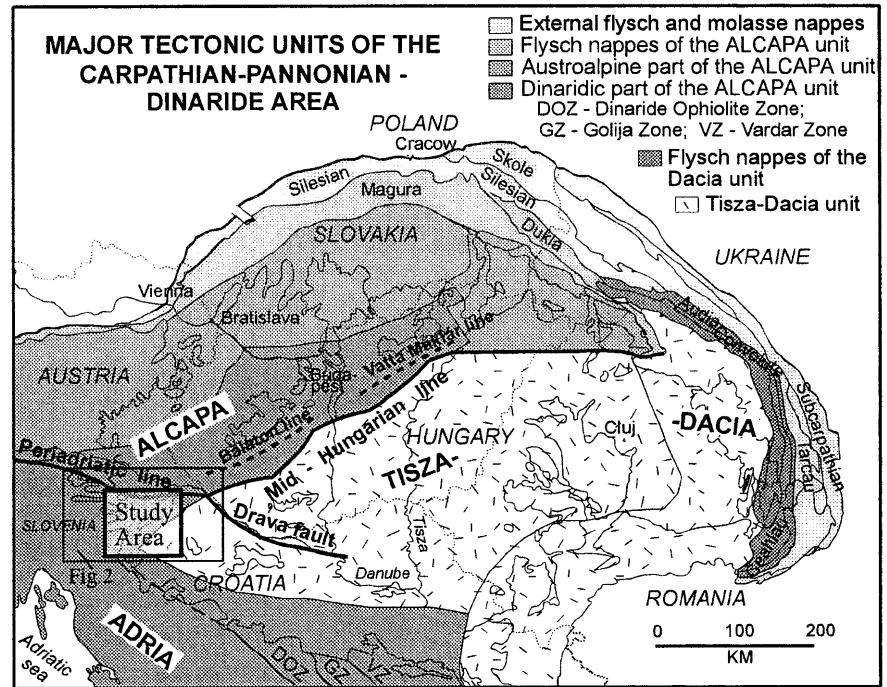 MAJOR TECTONIC UNITS OF THE
CARPATHIAN-PANNONIAN -
DINARIDE AREA
External flysch and molasse nappes
Flysch nappes of the ALCAPA unit
Austroalpine part of the ALCAPA unit
Dinaridic part of the ALCAPA unit
DOZ - Dinaride Ophiolite Zone;
GZ - Golija Zone; VZ - Vardar Zone
Flysch nappes of the
Dacia unit
Tisza-Dacia unit
POLAND
Cracow
Skole
Silesian
Silesian
Magura
Dukla
SLOVAKIA
UKRAINE
Vienna
Bratislava
Audia
Buda-
pest
Vatta Maklar line
AUSTRIA
ALCAPA
Balaton line
Mid - Hungarian line
HUNGARY
TISZA-
Cluj
-DACIA
Subcarpathian
Tarcau
Periadriatic line
SLOVENIA
Study
Area
Drava fault
Tisza
Ceahlau
Fig 2
CROATIA
Danube
ROMANIA
Adriatic
sea
ADRIA
DOZ
GZ
VZ
0 100 200
KM